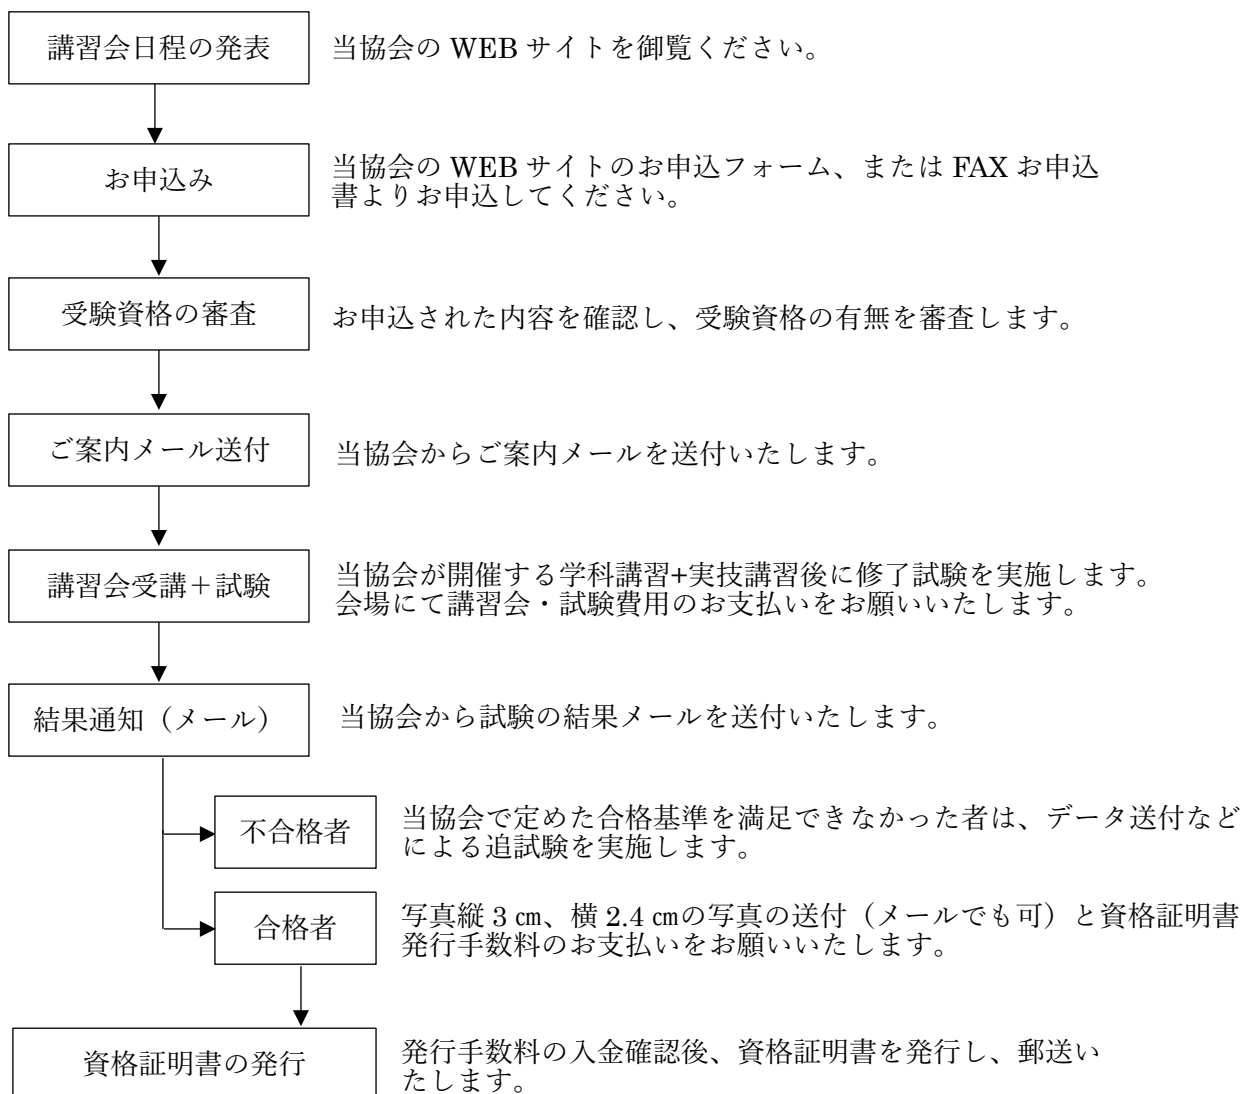 講習会日程の発表
当協会の WEB サイトを御覧ください。
お申込み
当協会の WEB サイトのお申込フォーム、または FAX お申込
書よりお申込してください。
受験資格の審査
お申込された内容を確認し、受験資格の有無を審査します。
ご案内メール送付
当協会からご案内メールを送付いたします。
講習会受講＋試験
当協会が開催する学科講習+実技講習後に修了試験を実施します。
会場にて講習会・試験費用のお支払いをお願いいたします。
結果通知（メール）
当協会から試験の結果メールを送付いたします。
不合格者
当協会で定めた合格基準を満足できなかった者は、データ送付など
による追試験を実施します。
合格者
写真縦 3 ㎝、横 2.4 ㎝の写真の送付（メールでも可）と資格証明書
発行手数料のお支払いをお願いいたします。
資格証明書の発行
発行手数料の入金確認後、資格証明書を発行し、郵送い
たします。